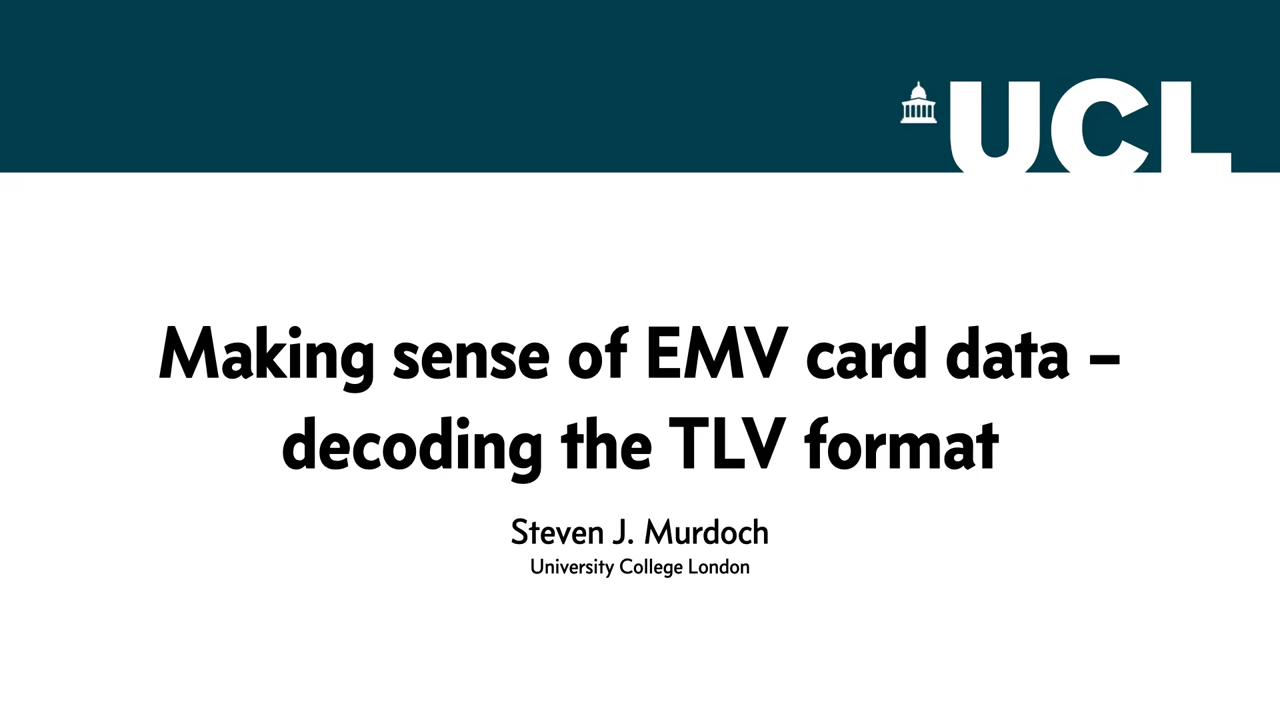 UCL
Making sense of EMV card data –
decoding the TLV format
Steven J. Murdoch
University College London